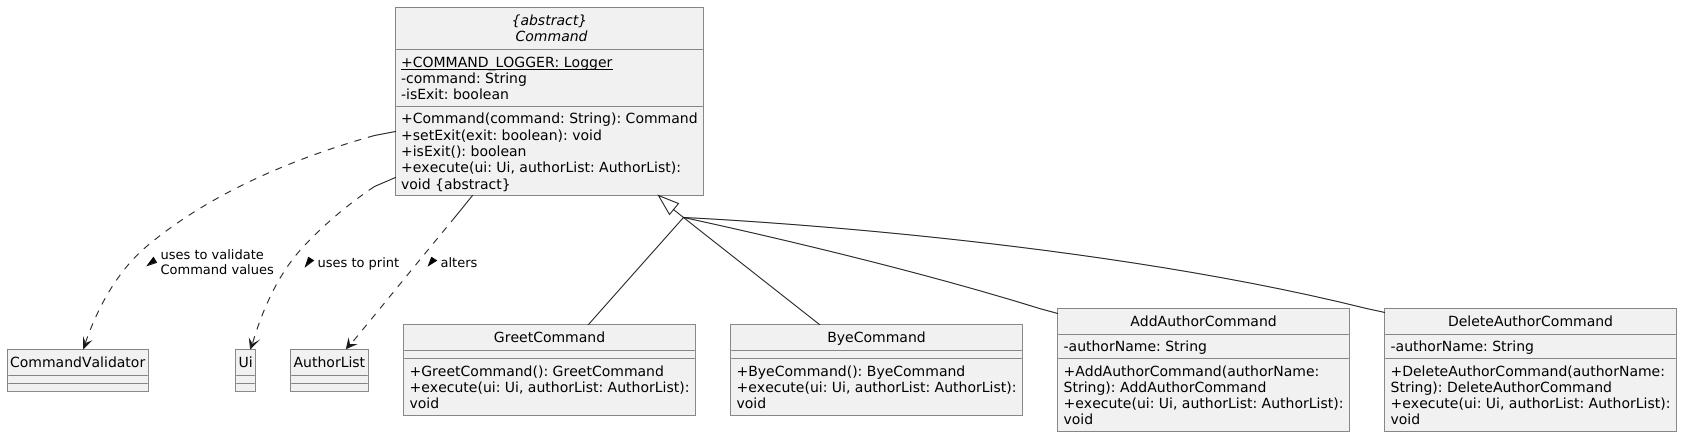 {abstract}
Command
+COMMAND_LOGGER: Logger
-command: String
-isExit: boolean
+Command(command: String): Command
+setExit(exit: boolean): void
+isExit(): boolean
+execute(ui: Ui, authorList: AuthorList):
void {abstract}
uses to validate
Command values
uses to print
alters
CommandValidator
Ui
AuthorList
GreetCommand
+GreetCommand(): GreetCommand
+execute(ui: Ui, authorList: AuthorList):
void
ByeCommand
+ByeCommand(): ByeCommand
+execute(ui: Ui, authorList: AuthorList):
void
AddAuthorCommand
-authorName: String
+AddAuthorCommand(authorName:
String): AddAuthorCommand
+execute(ui: Ui, authorList: AuthorList):
void
DeleteAuthorCommand
-authorName: String
+DeleteAuthorCommand(authorName:
String): DeleteAuthorCommand
+execute(ui: Ui, authorList: AuthorList):
void